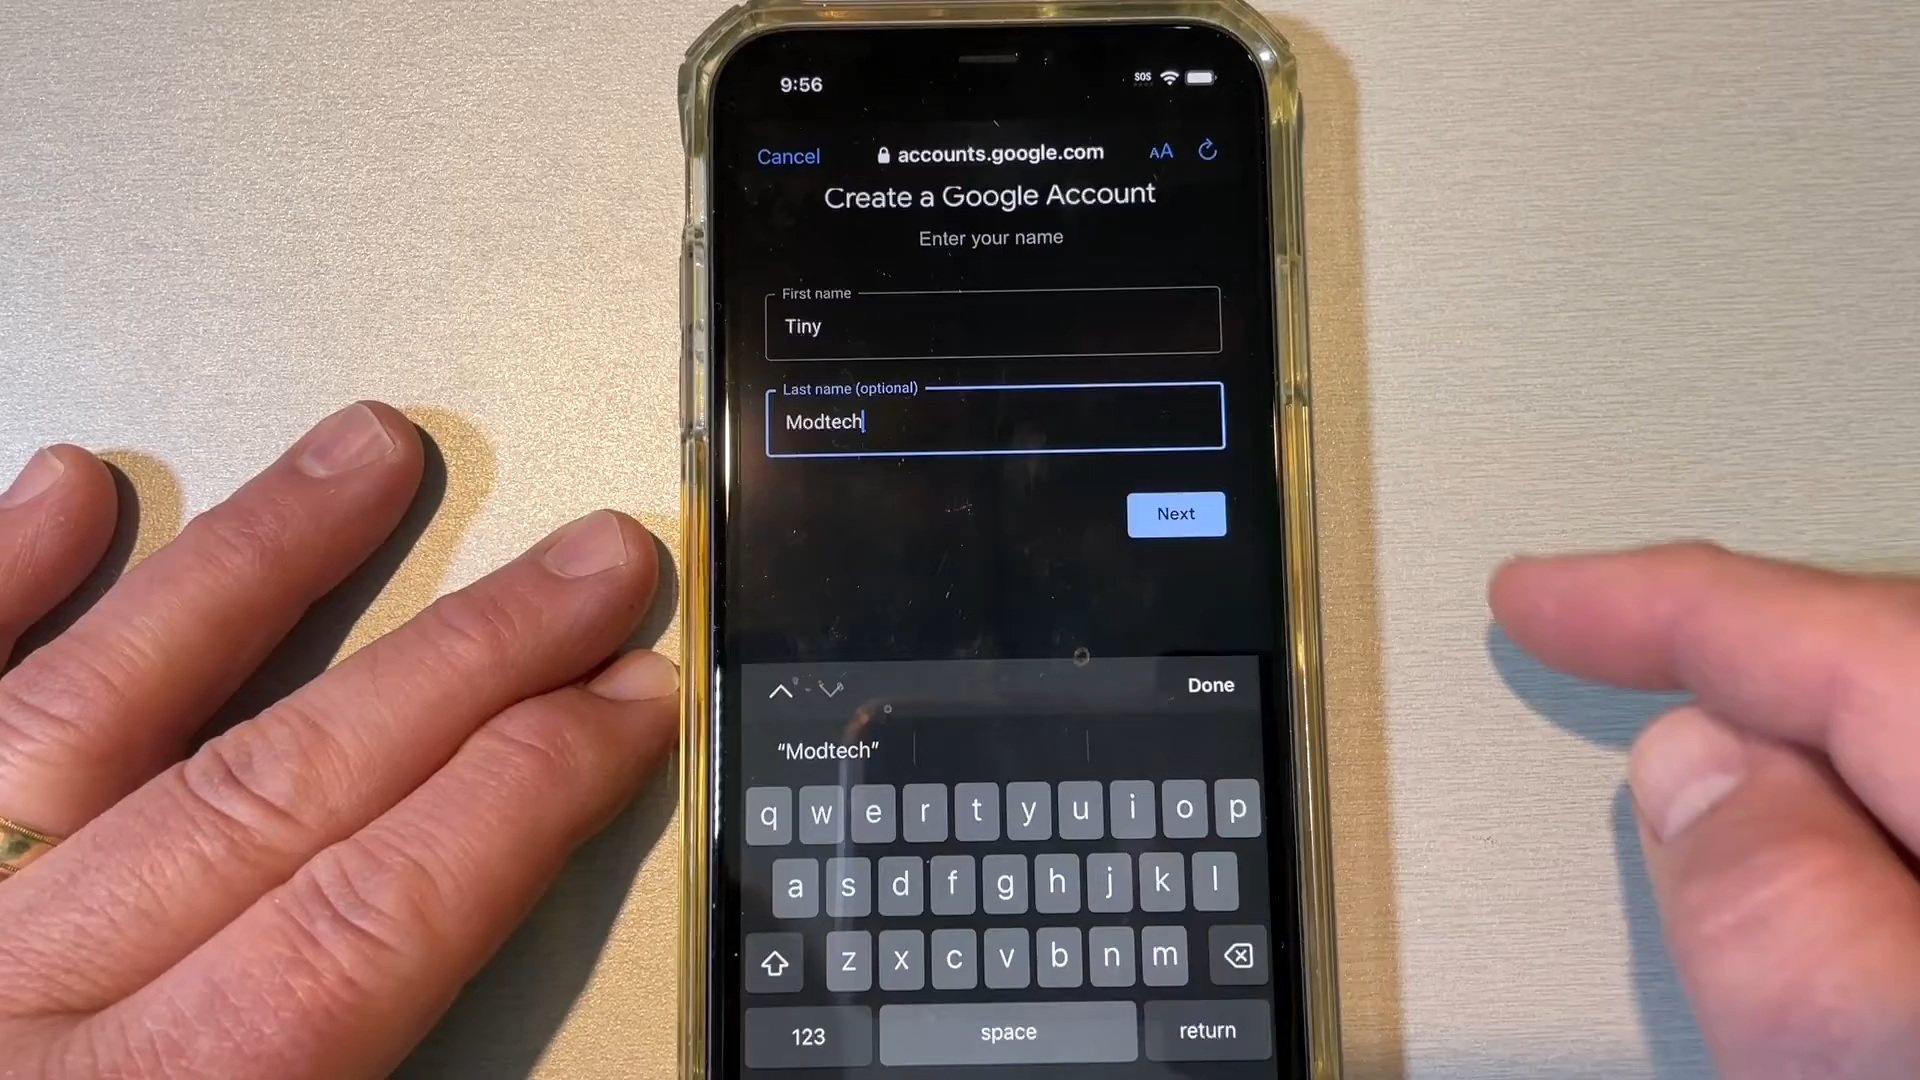 9:56
SOS
Cancel
accounts.google.com
AA
Create a Google Account
Enter your name
First name
Tiny
Last name (optional)
Modtech
Next
Done
“Modtech”
q w e r t y u i o p
a s d f g h j k l
z x c v b n m
123 space return